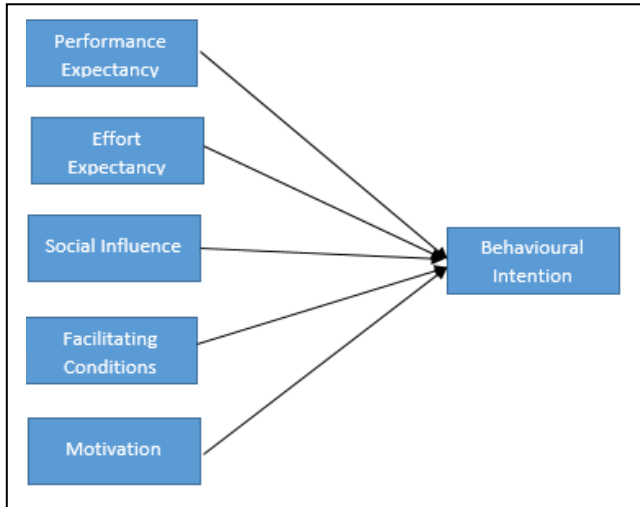 Performance
Expectancy
Effort
Expectancy
Social Influence
Behavioural
Intention
Facilitating
Conditions
Motivation